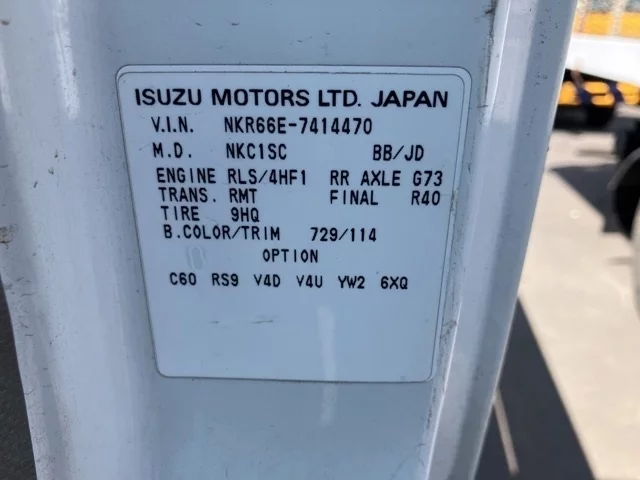 ISUZU MOTORS LTD. JAPAN
V.I.N. NKR66E-7414470
M.D. NKC1SC BB/JD
ENGINE RLS/4HF1 RR AXLE G73
TRANS. RMT FINAL R40
TIRE 9HQ
B.COLOR/TRIM 729/114
OPTION
C60 RS9 V4D V4U YW2 6XQ